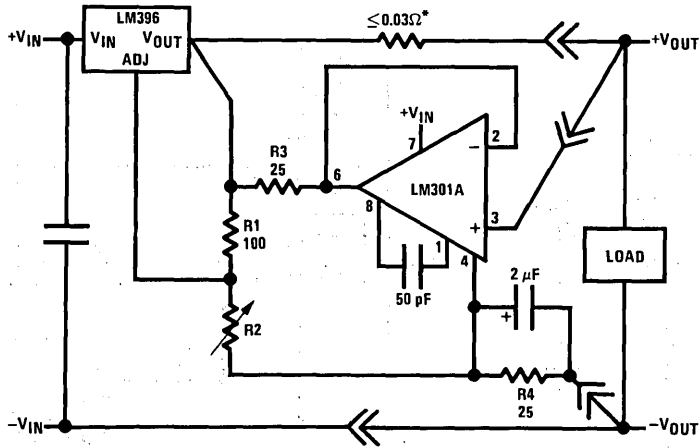 LM396
≤0.03Ω*
+VIN
VIN
VOUT
+VOUT
ADJ
+VIN
2
7
−
R3
25
6
LM301A
8
+
3
R1
100
1
4
LOAD
50 pF
2 μF
+
R2
R4
25
−VIN
−VOUT